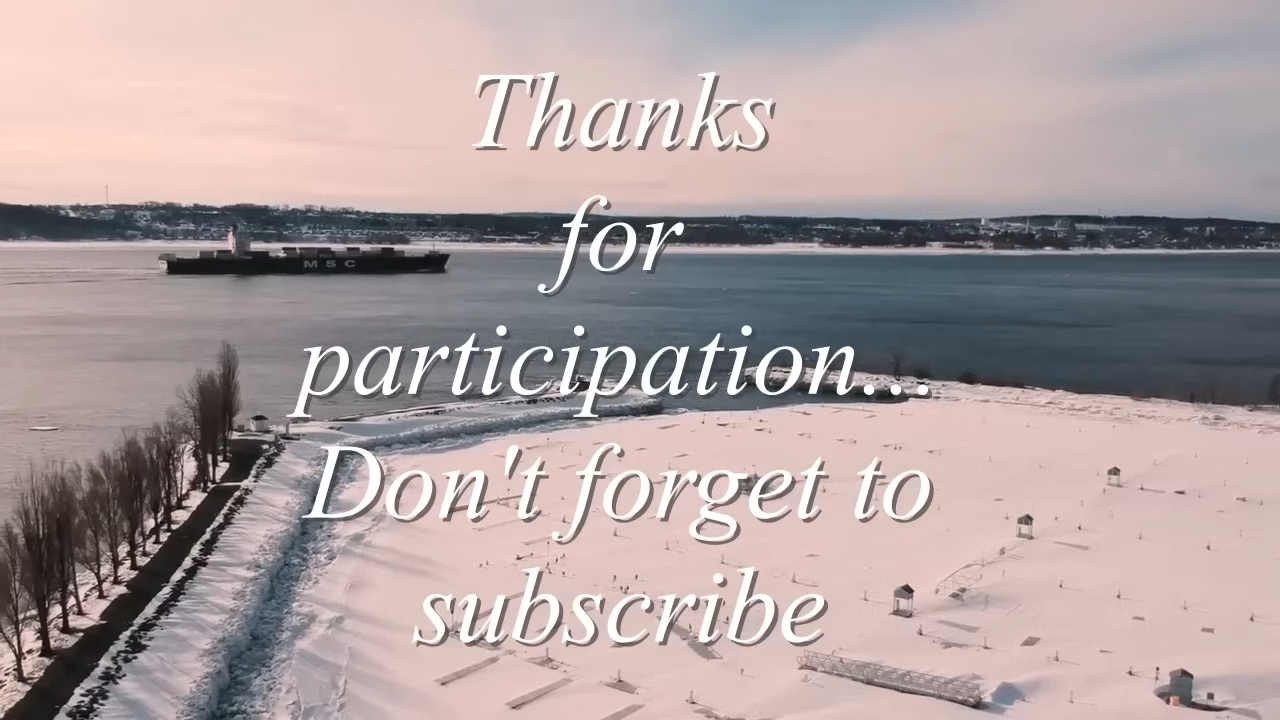 Thanks
for
MSC
participation...
Don't forget to
subscribe